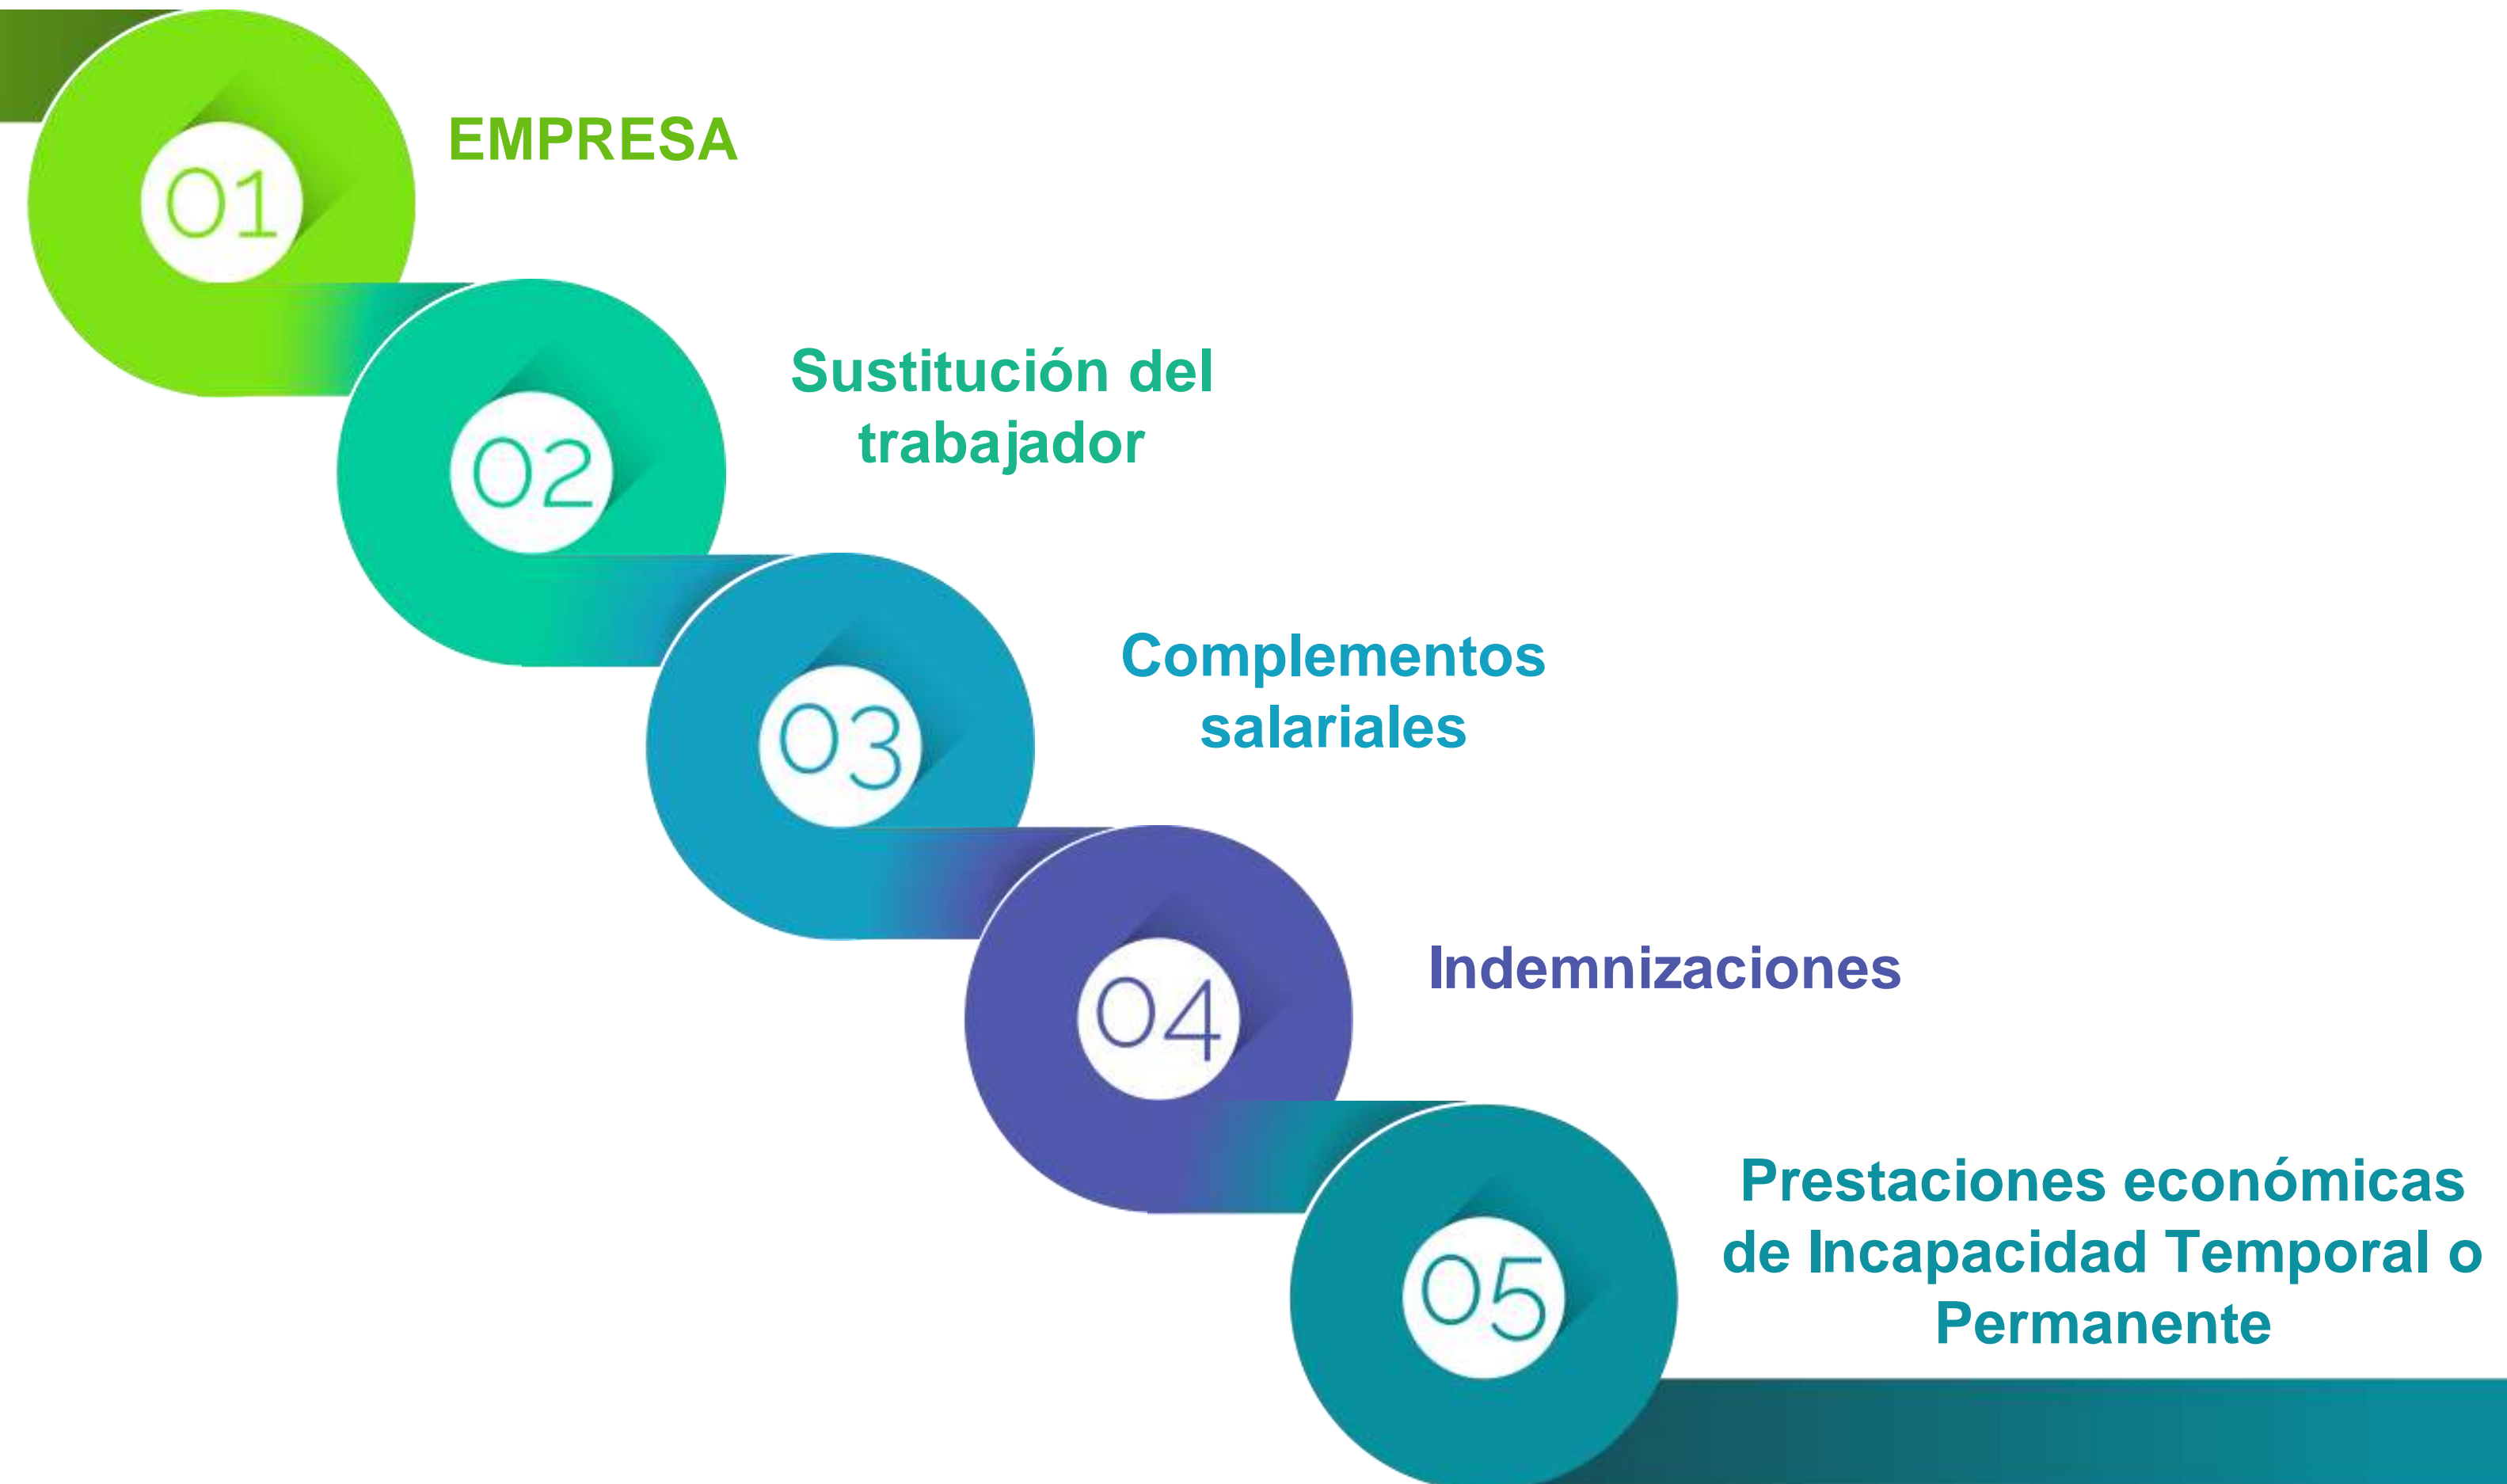 01
EMPRESA
02
Sustitución del
trabajador
03
Complementos
salariales
04
Indemnizaciones
05
Prestaciones económicas
de Incapacidad Temporal o
Permanente